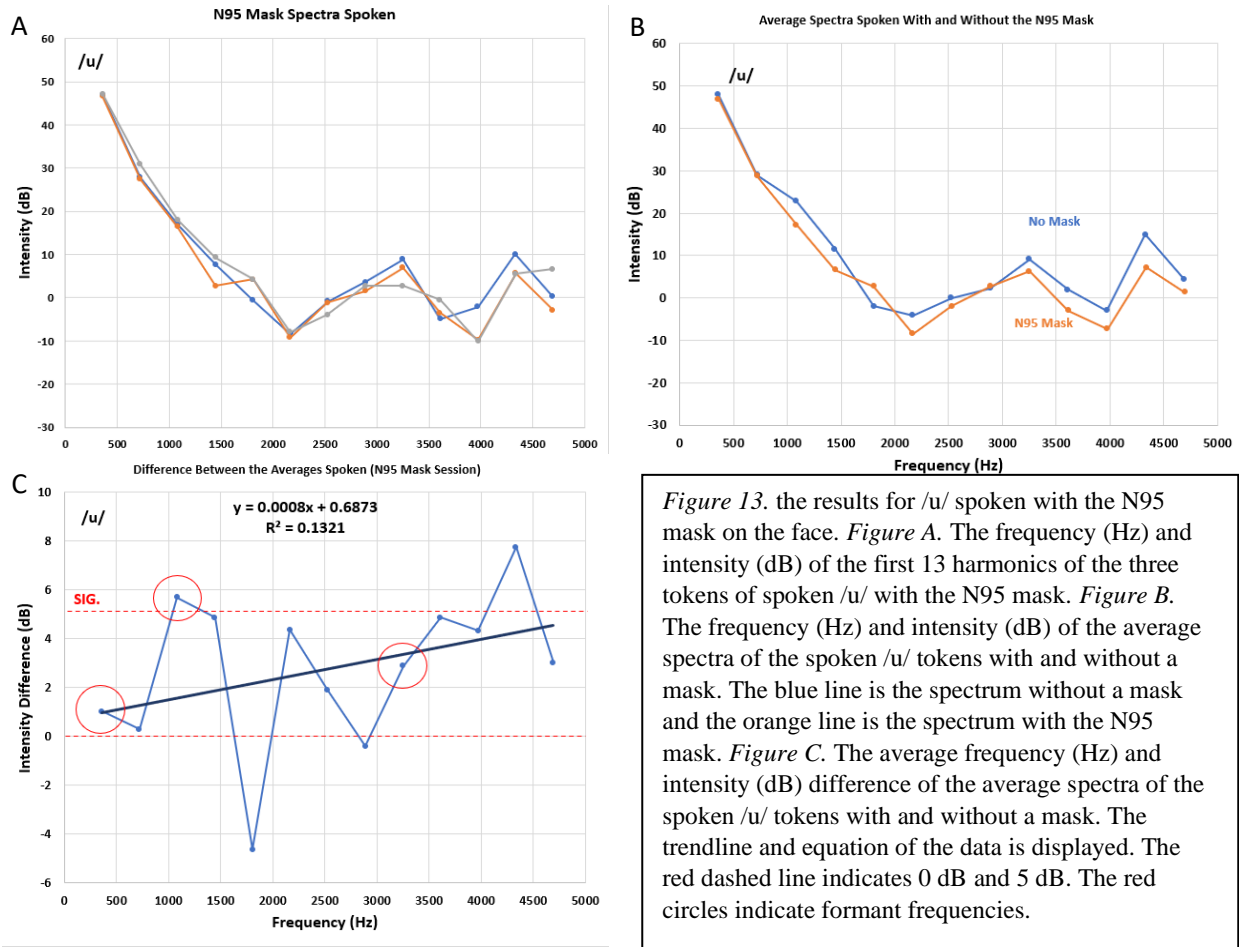 A
N95 Mask Spectra Spoken
/u/
Intensity (dB)
60
50
40
30
20
10
0
-10
-20
-30
0 500 1000 1500 2000 2500 3000 3500 4000 4500 5000
B
Average Spectra Spoken With and Without the N95 Mask
/u/
Intensity (dB)
60
50
40
30
20
10
0
-10
-20
-30
No Mask
N95 Mask
0 500 1000 1500 2000 2500 3000 3500 4000 4500 5000
Frequency (Hz)
Difference Between the Averages Spoken (N95 Mask Session)
C
/u/
y = 0.0008x + 0.6873
R² = 0.1321
SIG.
Intensity Difference (dB)
10
8
6
4
2
0
-2
-4
-6
0 500 1000 1500 2000 2500 3000 3500 4000 4500 5000
Frequency (Hz)
Figure 13. the results for /u/ spoken with the N95
mask on the face. Figure A. The frequency (Hz) and
intensity (dB) of the first 13 harmonics of the three
tokens of spoken /u/ with the N95 mask. Figure B.
The frequency (Hz) and intensity (dB) of the average
spectra of the spoken /u/ tokens with and without a
mask. The blue line is the spectrum without a mask
and the orange line is the spectrum with the N95
mask. Figure C. The average frequency (Hz) and
intensity (dB) difference of the average spectra of the
spoken /u/ tokens with and without a mask. The
trendline and equation of the data is displayed. The
red dashed line indicates 0 dB and 5 dB. The red
circles indicate formant frequencies.